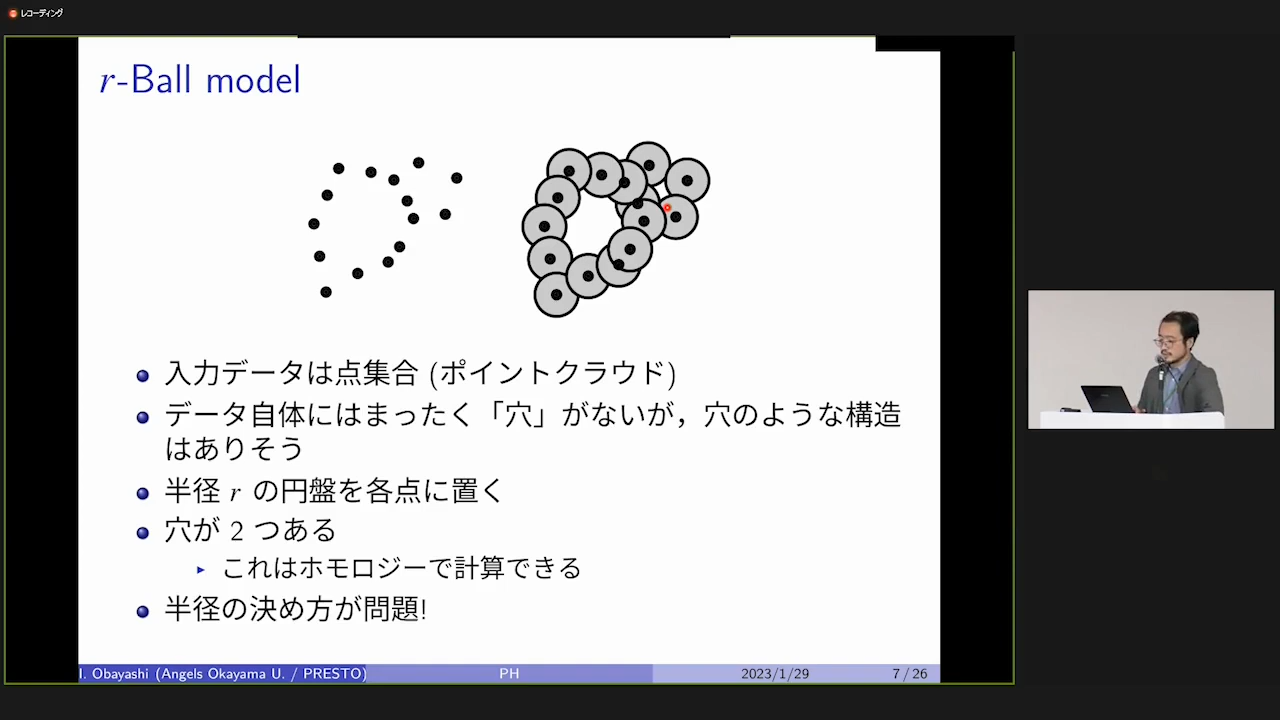 レコーディング
r-Ball model
入力データは点集合 (ポイントクラウド)
データ自体にはまったく「穴」がないが，穴のような構造
はありそう
半径 r の円盤を各点に置く
穴が 2 つある
これはホモロジーで計算できる
半径の決め方が問題!
I. Obayashi (Angels Okayama U. / PRESTO) PH 2023/1/29 7 / 26